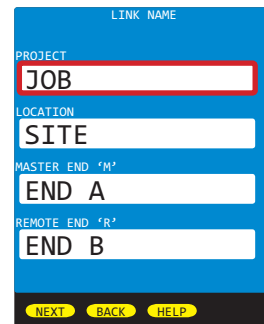 LINK NAME
PROJECT
JOB
LOCATION
SITE
MASTER END ‘M’
END A
REMOTE END ‘R’
END B
NEXT BACK HELP